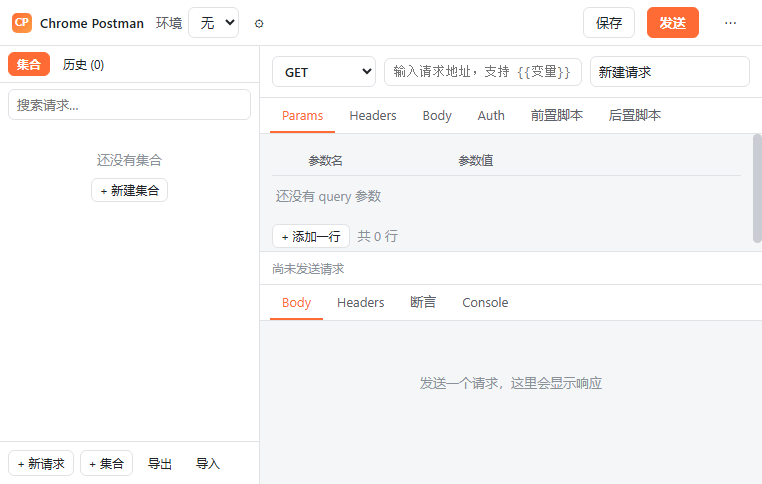 CP Chrome Postman 环境 无 保存 发送 ...
集合 历史 (0)
搜索请求...
还没有集合
+ 新建集合
+ 新请求 + 集合 导出 导入
GET 输入请求地址，支持 {{变量}} 新建请求
Params Headers Body Auth 前置脚本 后置脚本
参数名 参数值
还没有 query 参数
+ 添加一行 共 0 行
尚未发送请求
Body Headers 断言 Console
发送一个请求，这里会显示响应